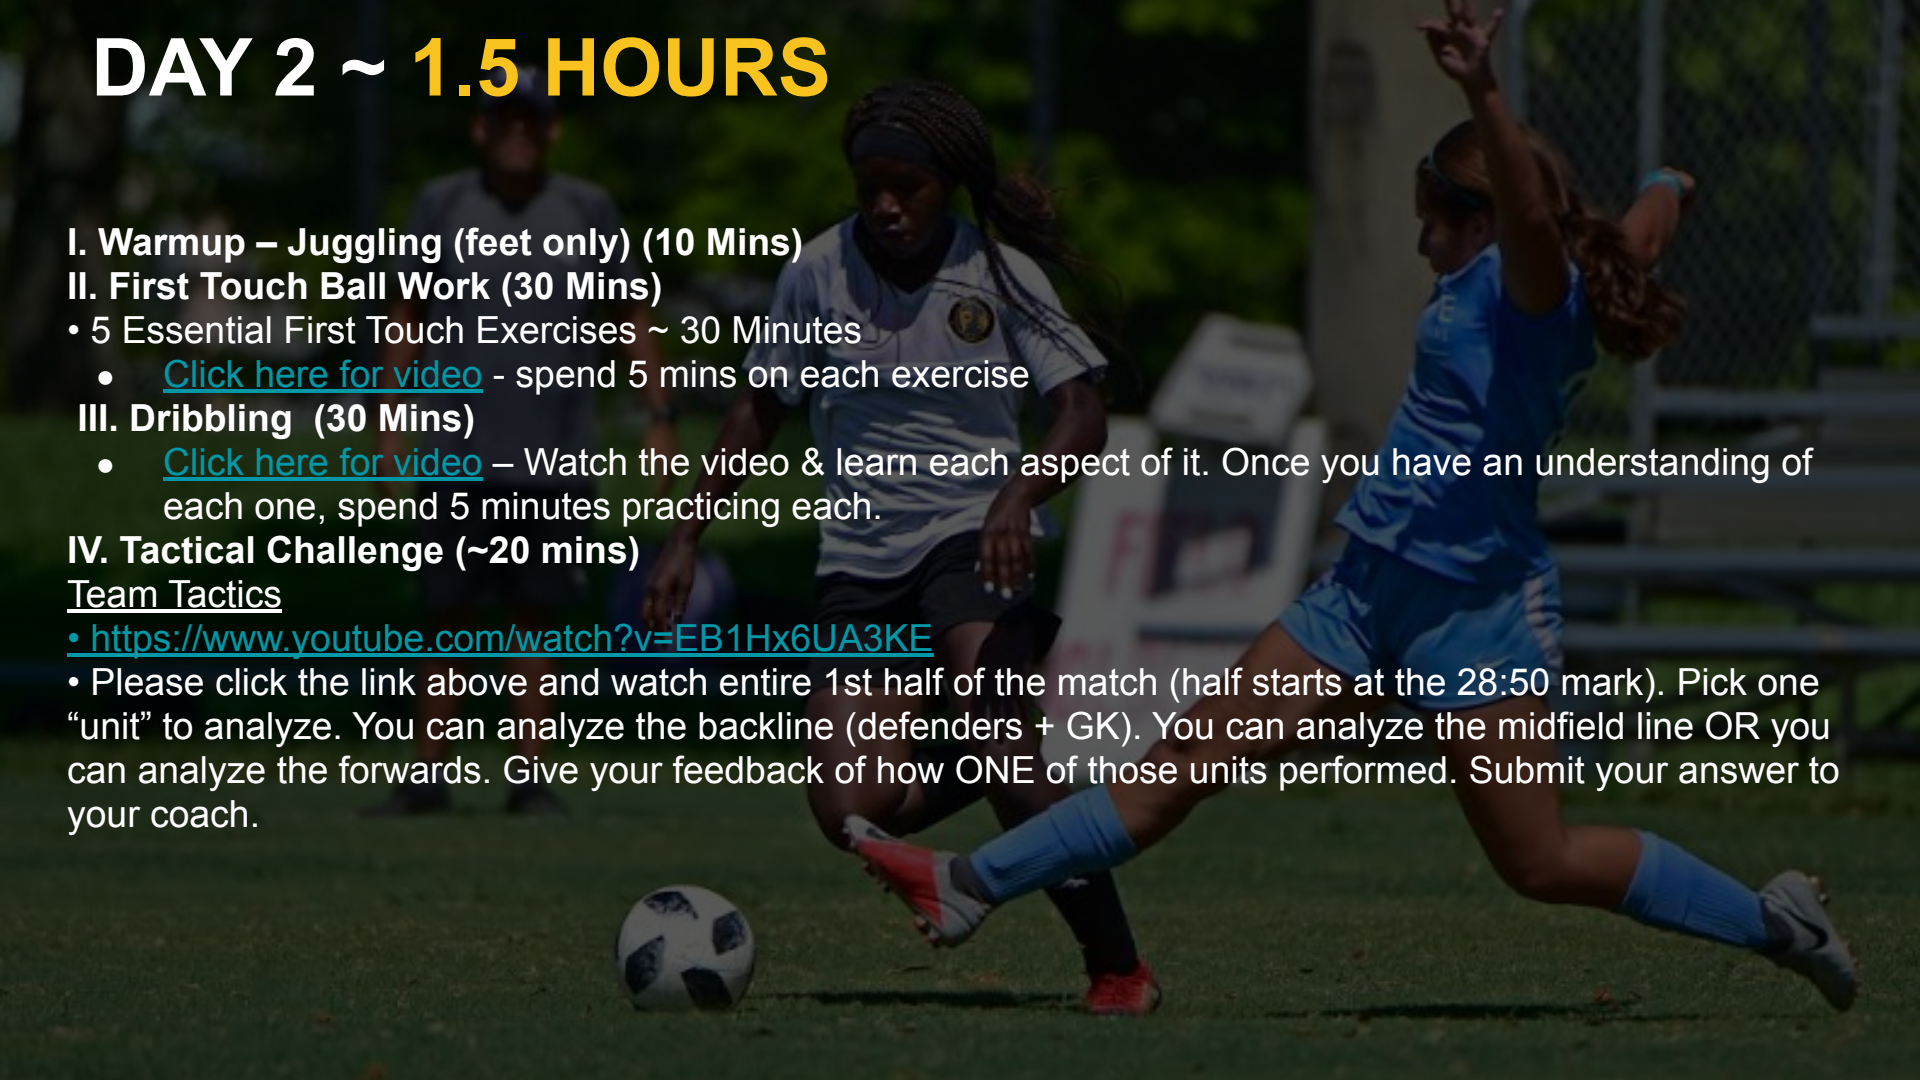 DAY 2 ~ 1.5 HOURS
I. Warmup – Juggling (feet only) (10 Mins)
II. First Touch Ball Work (30 Mins)
• 5 Essential First Touch Exercises ~ 30 Minutes
● Click here for video - spend 5 mins on each exercise
III. Dribbling (30 Mins)
● Click here for video – Watch the video & learn each aspect of it. Once you have an understanding of
each one, spend 5 minutes practicing each.
IV. Tactical Challenge (~20 mins)
Team Tactics
• https://www.youtube.com/watch?v=EB1Hx6UA3KE
• Please click the link above and watch entire 1st half of the match (half starts at the 28:50 mark). Pick one
“unit” to analyze. You can analyze the backline (defenders + GK). You can analyze the midfield line OR you
can analyze the forwards. Give your feedback of how ONE of those units performed. Submit your answer to
your coach.